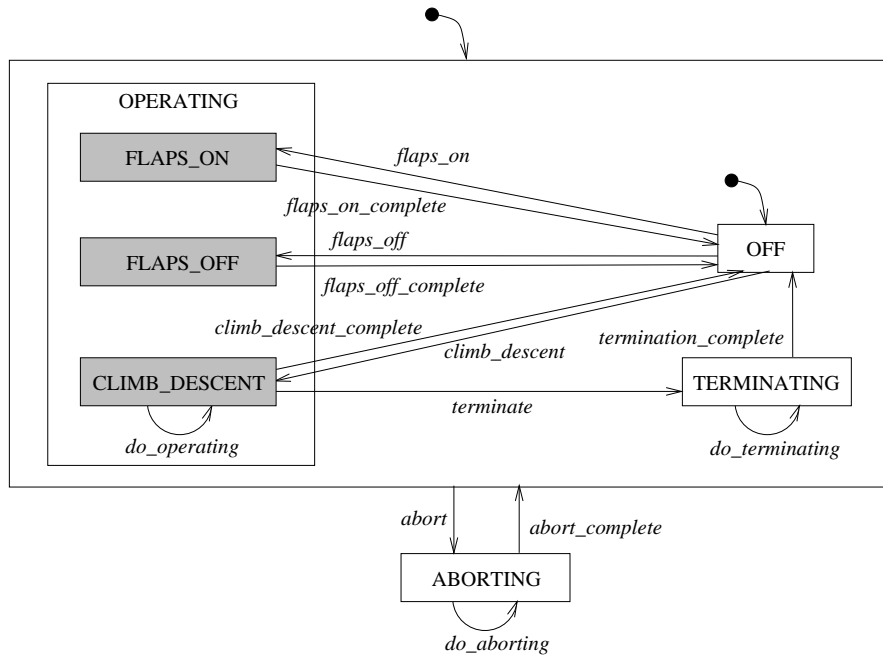 OPERATING
FLAPS_ON
flaps_on
flaps_on_complete
FLAPS_OFF
flaps_off
OFF
flaps_off_complete
climb_descent_complete
climb_descent
termination_complete
CLIMB_DESCENT
TERMINATING
terminate
do_operating
do_terminating
abort
abort_complete
ABORTING
do_aborting